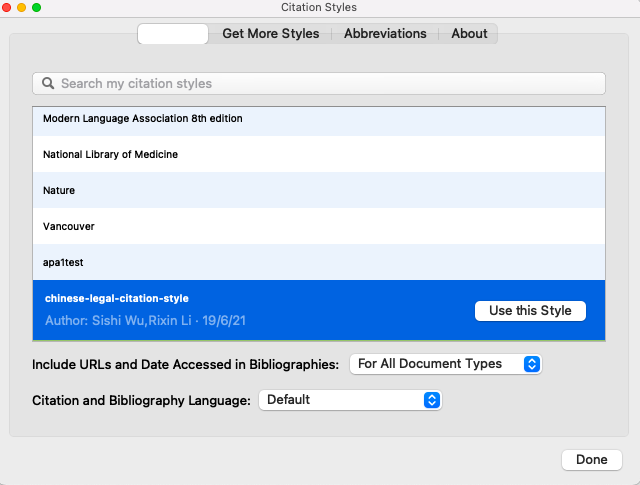 Citation Styles
Get More Styles
Abbreviations
About
Search my citation styles
Modern Language Association 8th edition
National Library of Medicine
Nature
Vancouver
apa1test
chinese-legal-citation-style
Use this Style
Author: Sishi Wu,Rixin Li · 19/6/21
Include URLs and Date Accessed in Bibliographies: For All Document Types
Citation and Bibliography Language: Default
Done